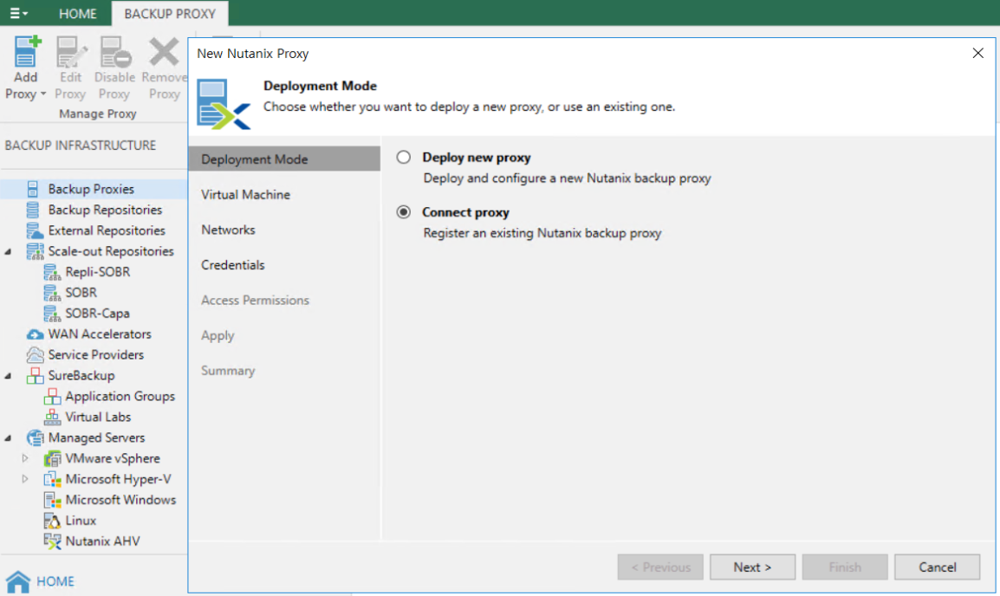 HOME
BACKUP PROXY
Add Proxy
Edit Proxy
Disable Proxy
Remove Proxy
Manage Proxy
BACKUP INFRASTRUCTURE
Backup Proxies
Backup Repositories
External Repositories
Scale-out Repositories
Repli-SOBR
SOBR
SOBR-Capa
WAN Accelerators
Service Providers
SureBackup
Application Groups
Virtual Labs
Managed Servers
VMware vSphere
Microsoft Hyper-V
Microsoft Windows
Linux
Nutanix AHV
HOME
New Nutanix Proxy
Deployment Mode
Choose whether you want to deploy a new proxy, or use an existing one.
Deployment Mode
Virtual Machine
Networks
Credentials
Access Permissions
Apply
Summary
Deploy new proxy
Deploy and configure a new Nutanix backup proxy
Connect proxy
Register an existing Nutanix backup proxy
< Previous
Next >
Finish
Cancel